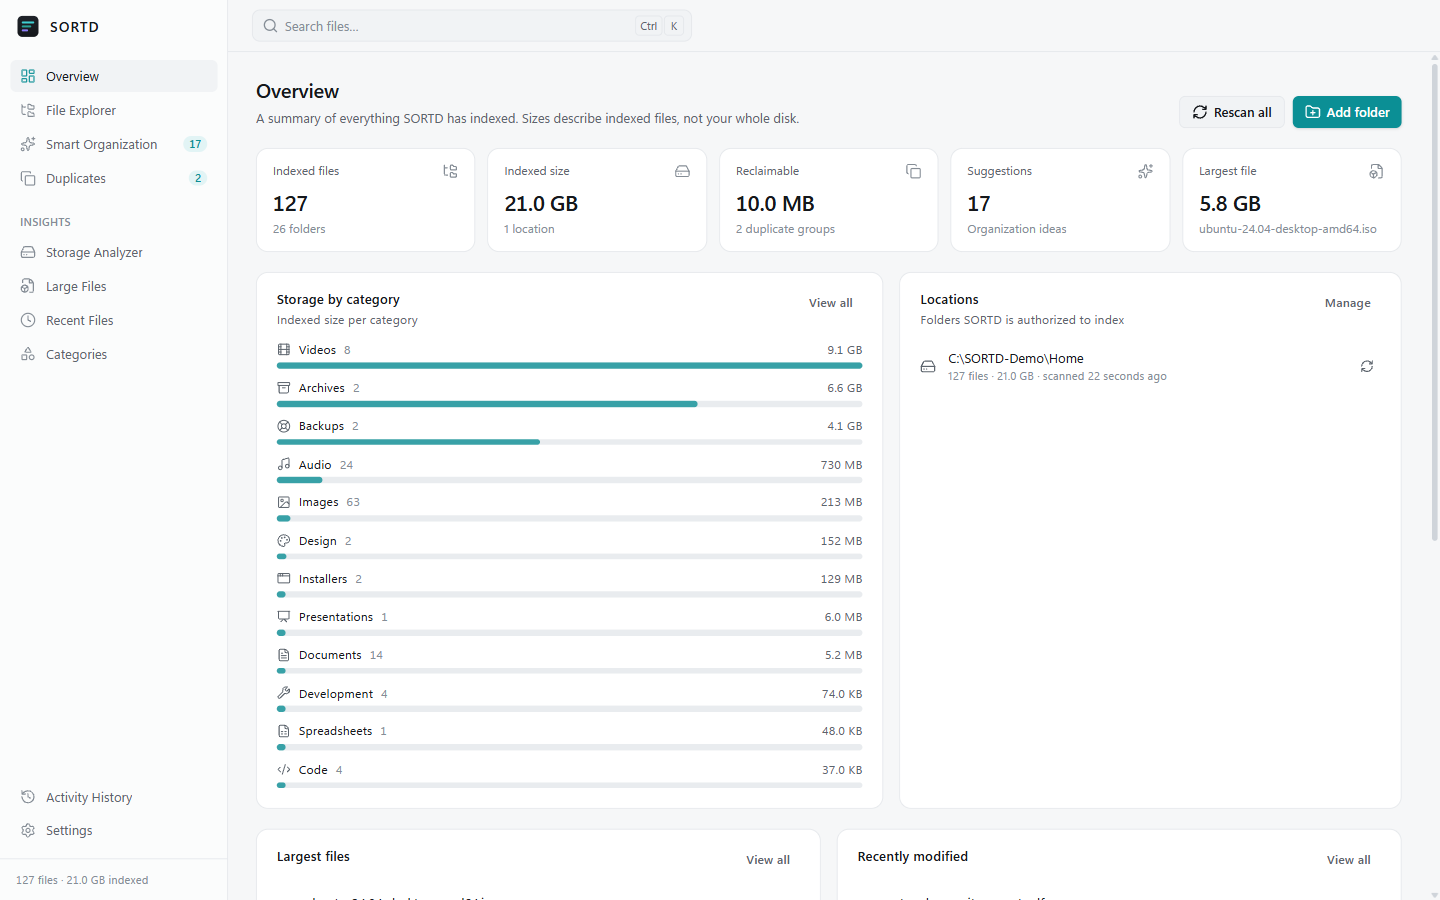 SORTD
Search files...
Ctrl K
Overview
File Explorer
Smart Organization 17
Duplicates 2
INSIGHTS
Storage Analyzer
Large Files
Recent Files
Categories
Activity History
Settings
127 files · 21.0 GB indexed
Overview
A summary of everything SORTD has indexed. Sizes describe indexed files, not your whole disk.
Rescan all
Add folder
Indexed files
127
26 folders
Indexed size
21.0 GB
1 location
Reclaimable
10.0 MB
2 duplicate groups
Suggestions
17
Organization ideas
Largest file
5.8 GB
ubuntu-24.04-desktop-amd64.iso
Storage by category
View all
Indexed size per category
Videos 8 9.1 GB
Archives 2 6.6 GB
Backups 2 4.1 GB
Audio 24 730 MB
Images 63 213 MB
Design 2 152 MB
Installers 2 129 MB
Presentations 1 6.0 MB
Documents 14 5.2 MB
Development 4 74.0 KB
Spreadsheets 1 48.0 KB
Code 4 37.0 KB
Locations
Manage
Folders SORTD is authorized to index
C:\SORTD-Demo\Home
127 files · 21.0 GB · scanned 22 seconds ago
Largest files
View all
Recently modified
View all